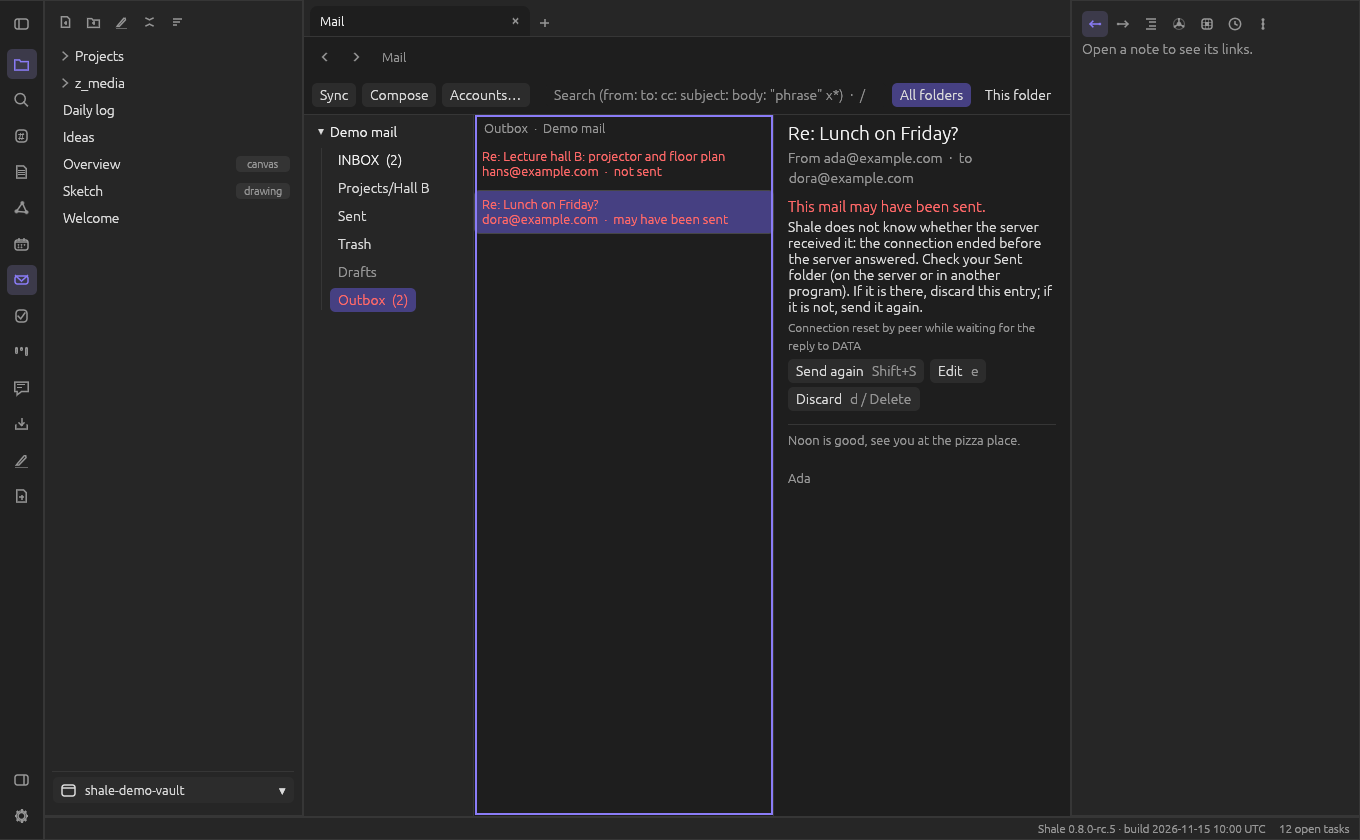 Projects
z_media
Daily log
Ideas
Overview canvas
Sketch drawing
Welcome
shale-demo-vault
Mail
Mail
Sync Compose Accounts… Search (from: to: cc: subject: body: "phrase" x*) · / All folders This folder
Demo mail
INBOX (2)
Projects/Hall B
Sent
Trash
Drafts
Outbox (2)
Outbox · Demo mail
Re: Lecture hall B: projector and floor plan
hans@example.com · not sent
Re: Lunch on Friday?
dora@example.com · may have been sent
Re: Lunch on Friday?
From ada@example.com · to
dora@example.com
This mail may have been sent.
Shale does not know whether the server
received it: the connection ended before
the server answered. Check your Sent
folder (on the server or in another
program). If it is there, discard this entry; if
it is not, send it again.
Connection reset by peer while waiting for the
reply to DATA
Send again Shift+S Edit e
Discard d / Delete
Noon is good, see you at the pizza place.
Ada
Open a note to see its links.
Shale 0.8.0-rc.5 · build 2026-11-15 10:00 UTC 12 open tasks